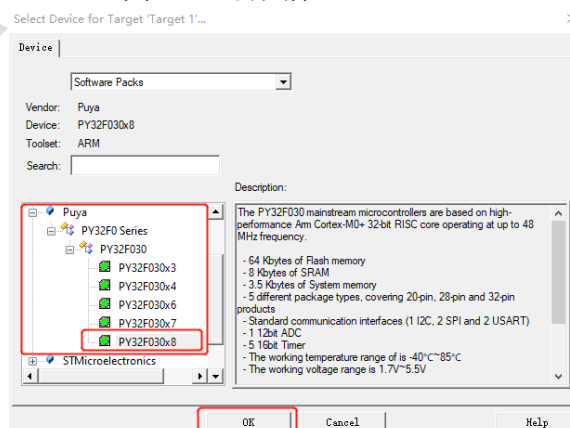 Select Device for Target 'Target 1'...
Device
Software Packs
Vendor: Puya
Device: PY32F030x8
Toolset: ARM
Search:
Description:
Puya
PY32F0 Series
PY32F030
PY32F030x3
PY32F030x4
PY32F030x6
PY32F030x7
PY32F030x8
STMicroelectronics
The PY32F030 mainstream microcontrollers are based on high-
performance Arm Cortex-M0+ 32-bit RISC core operating at up to 48
MHz frequency.
- 64 Kbytes of Flash memory
- 8 Kbytes of SRAM
- 3.5 Kbytes of System memory
- 5 different package types, covering 20-pin, 28-pin and 32-pin
products
- Standard communication interfaces (1 I2C, 2 SPI and 2 USART)
- 1 12bit ADC
- 5 16bit Timer
- The working temperature range of is -40°C~85°C
- The working voltage range is 1.7V~5.5V
OK
Cancel
Help